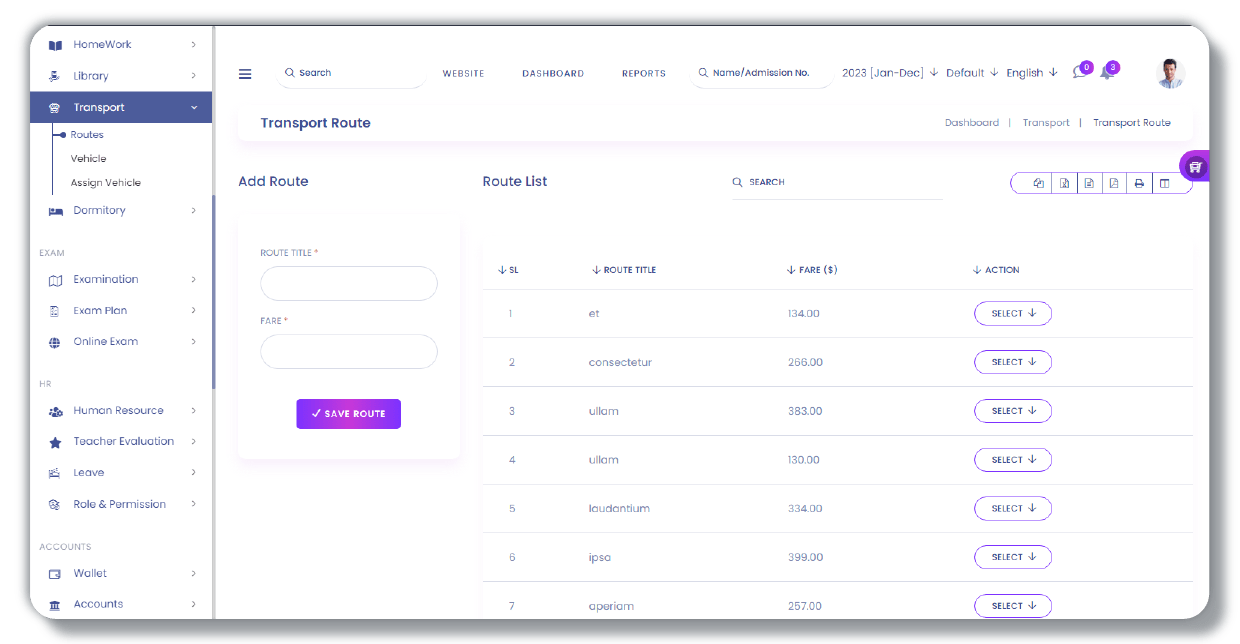 HomeWork
Library
Transport
Routes
Vehicle
Assign Vehicle
Dormitory
EXAM
Examination
Exam Plan
Online Exam
HR
Human Resource
Teacher Evaluation
Leave
Role & Permission
ACCOUNTS
Wallet
Accounts
Search WEBSITE DASHBOARD REPORTS Name/Admission No. 2023 [Jan-Dec] Default English 0 3
Transport Route Dashboard | Transport | Transport Route
Add Route
ROUTE TITLE *
FARE *
SAVE ROUTE
Route List SEARCH
SL ROUTE TITLE FARE ($) ACTION
1 et 134.00 SELECT
2 consectetur 266.00 SELECT
3 ullam 383.00 SELECT
4 ullam 130.00 SELECT
5 laudantium 334.00 SELECT
6 ipsa 399.00 SELECT
7 aperiam 257.00 SELECT